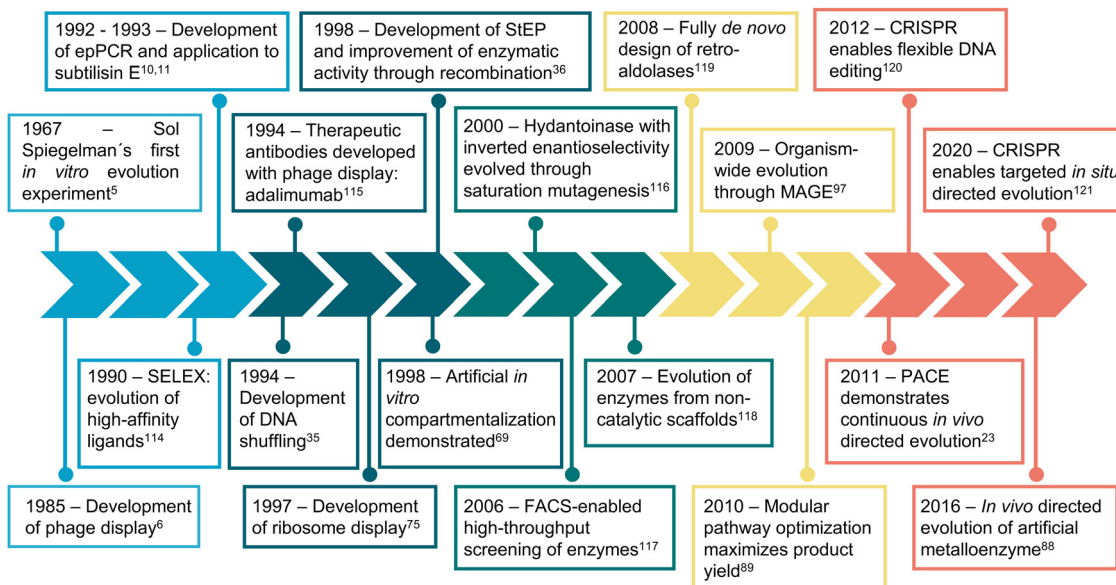 1992 - 1993 – Development
of epPCR and application to
subtilisin E10,11
1998 – Development of StEP
and improvement of enzymatic
activity through recombination36
2008 – Fully de novo
design of retro-
aldolases119
2012 – CRISPR
enables flexible DNA
editing120
1967 – Sol
Spiegelman´s first
in vitro evolution
experiment5
1994 – Therapeutic
antibodies developed
with phage display:
adalimumab115
2000 – Hydantoinase with
inverted enantioselectivity
evolved through
saturation mutagenesis116
2009 – Organism-
wide evolution
through MAGE97
2020 – CRISPR
enables targeted in situ
directed evolution121
1990 – SELEX:
evolution of
high-affinity
ligands114
1994 –
Development
of DNA
shuffling35
1998 – Artificial in
vitro
compartmentalization
demonstrated69
2007 – Evolution of
enzymes from non-
catalytic scaffolds118
2011 – PACE
demonstrates
continuous in vivo
directed evolution23
1985 – Development
of phage display6
1997 – Development
of ribosome display75
2006 – FACS-enabled
high-throughput
screening of enzymes117
2010 – Modular
pathway optimization
maximizes product
yield89
2016 – In vivo directed
evolution of artificial
metalloenzyme88